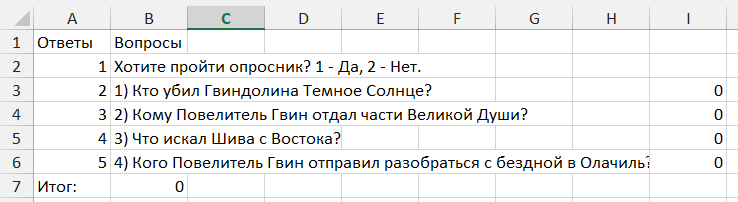 A B C D E F G H I
1 Ответы Вопросы
2 1 Хотите пройти опросник? 1 - Да, 2 - Нет.
3 2 1) Кто убил Гвиндолина Темное Солнце? 0
4 3 2) Кому Повелитель Гвин отдал части Великой Души? 0
5 4 3) Что искал Шива с Востока? 0
6 5 4) Кого Повелитель Гвин отправил разобраться с бездной в Олачиль? 0
7 Итог: 0